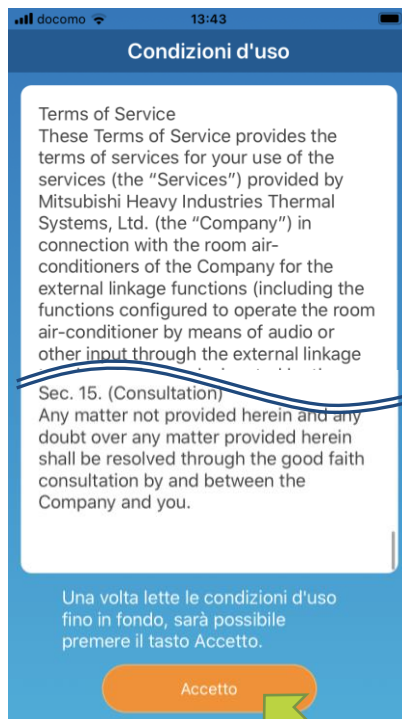 docomo 13:43
Condizioni d'uso
Terms of Service
These Terms of Service provides the
terms of services for your use of the
services (the “Services”) provided by
Mitsubishi Heavy Industries Thermal
Systems, Ltd. (the “Company”) in
connection with the room air-
conditioners of the Company for the
external linkage functions (including the
functions configured to operate the room
air-conditioner by means of audio or
other input through the external linkage
Sec. 15. (Consultation)
Any matter not provided herein and any
doubt over any matter provided herein
shall be resolved through the good faith
consultation by and between the
Company and you.
Una volta lette le condizioni d'uso
fino in fondo, sarà possibile
premere il tasto Accetto.
Accetto